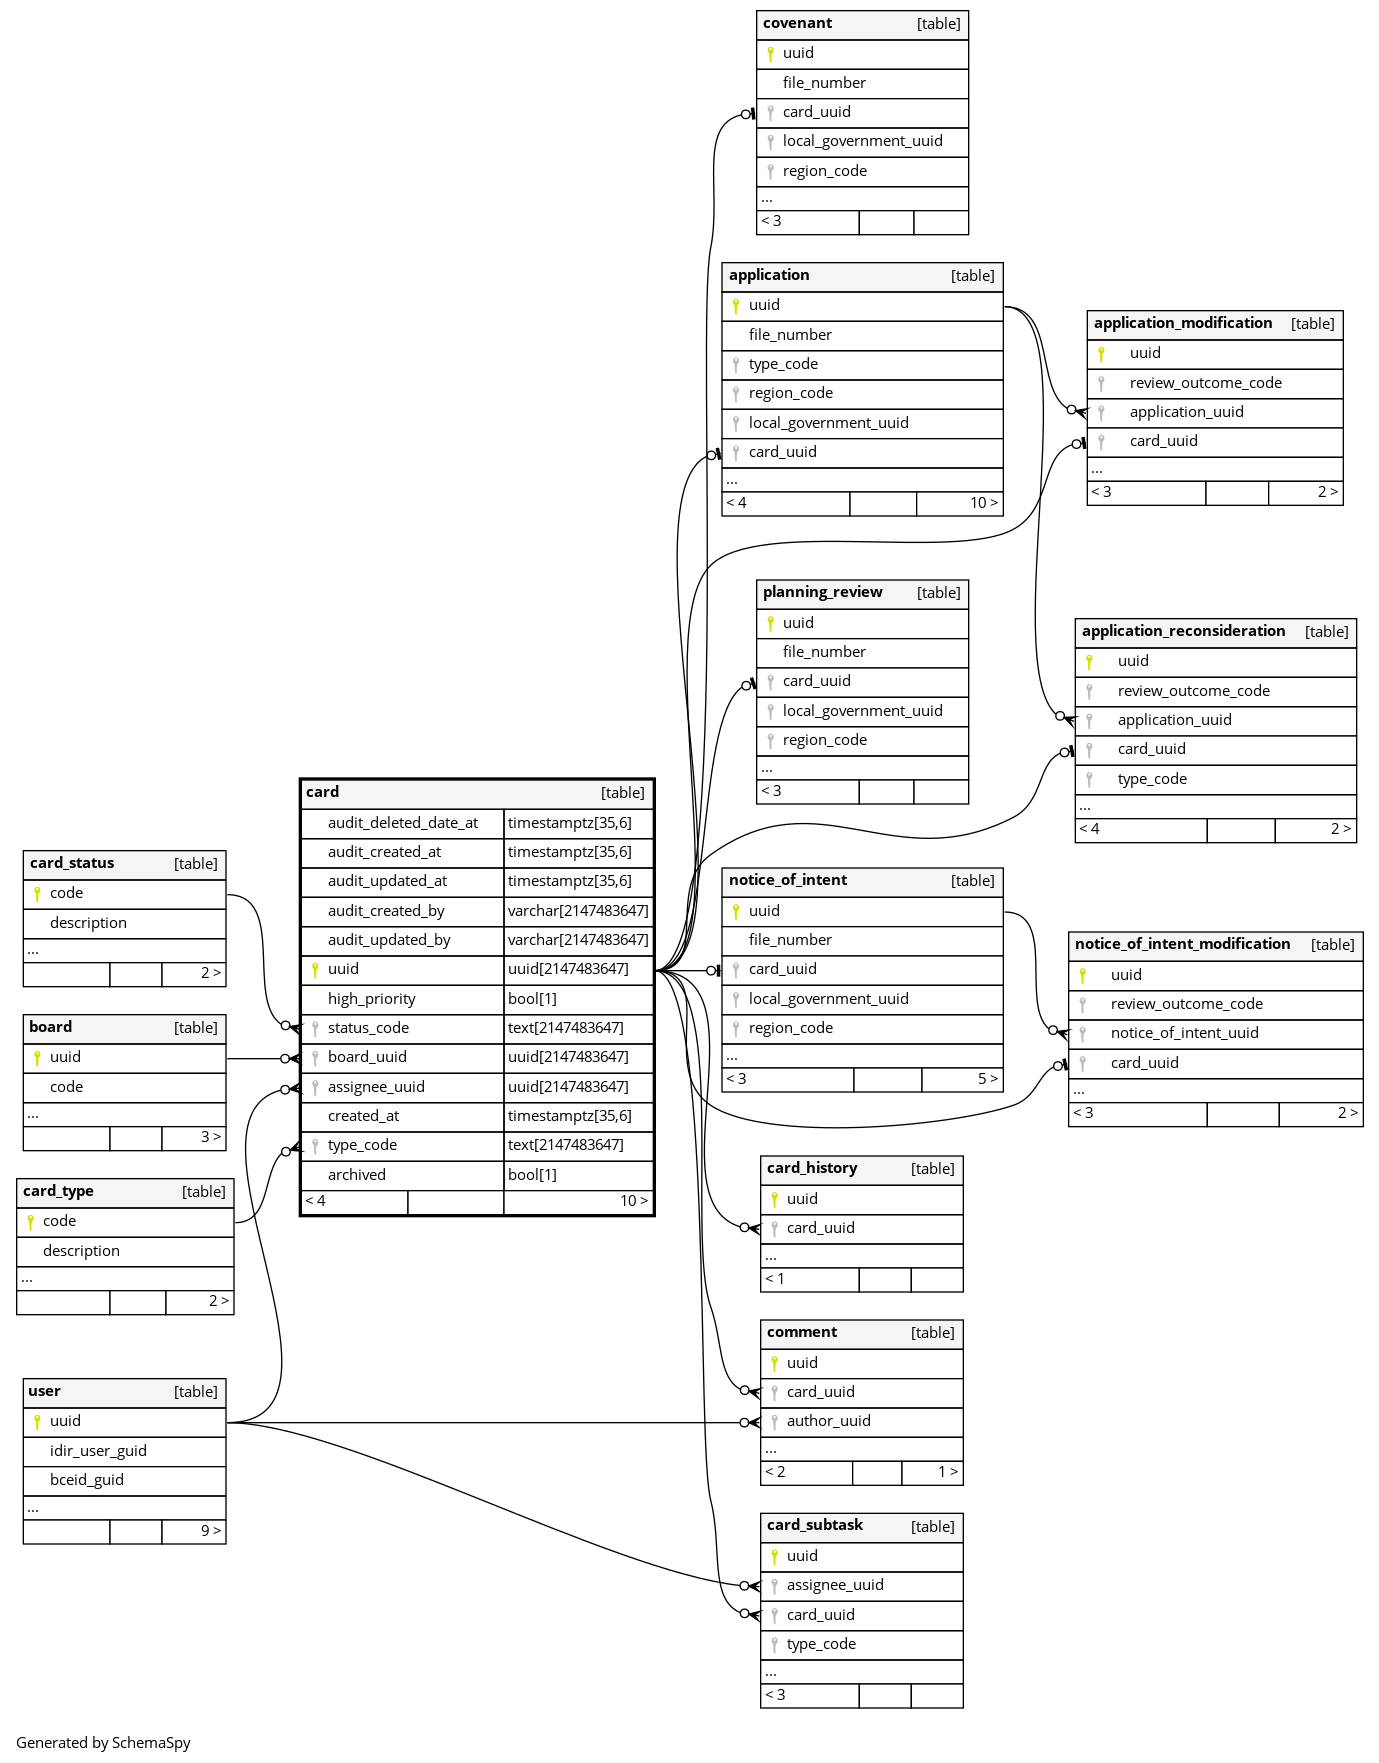 covenant [table]
uuid
file_number
card_uuid
local_government_uuid
region_code
...
< 3
application [table]
uuid
file_number
type_code
region_code
local_government_uuid
card_uuid
...
< 4 10 >
application_modification [table]
uuid
review_outcome_code
application_uuid
card_uuid
...
< 3 2 >
planning_review [table]
uuid
file_number
card_uuid
local_government_uuid
region_code
...
< 3
application_reconsideration [table]
uuid
review_outcome_code
application_uuid
card_uuid
type_code
...
< 4 2 >
card [table]
audit_deleted_date_at timestamptz[35,6]
audit_created_at timestamptz[35,6]
audit_updated_at timestamptz[35,6]
audit_created_by varchar[2147483647]
audit_updated_by varchar[2147483647]
uuid uuid[2147483647]
high_priority bool[1]
status_code text[2147483647]
board_uuid uuid[2147483647]
assignee_uuid uuid[2147483647]
created_at timestamptz[35,6]
type_code text[2147483647]
archived bool[1]
< 4 10 >
card_status [table]
code
description
...
2 >
board [table]
uuid
code
...
3 >
card_type [table]
code
description
...
2 >
user [table]
uuid
idir_user_guid
bceid_guid
...
9 >
notice_of_intent [table]
uuid
file_number
card_uuid
local_government_uuid
region_code
...
< 3 5 >
notice_of_intent_modification [table]
uuid
review_outcome_code
notice_of_intent_uuid
card_uuid
...
< 3 2 >
card_history [table]
uuid
card_uuid
...
< 1
comment [table]
uuid
card_uuid
author_uuid
...
< 2 1 >
card_subtask [table]
uuid
assignee_uuid
card_uuid
type_code
...
< 3
Generated by SchemaSpy